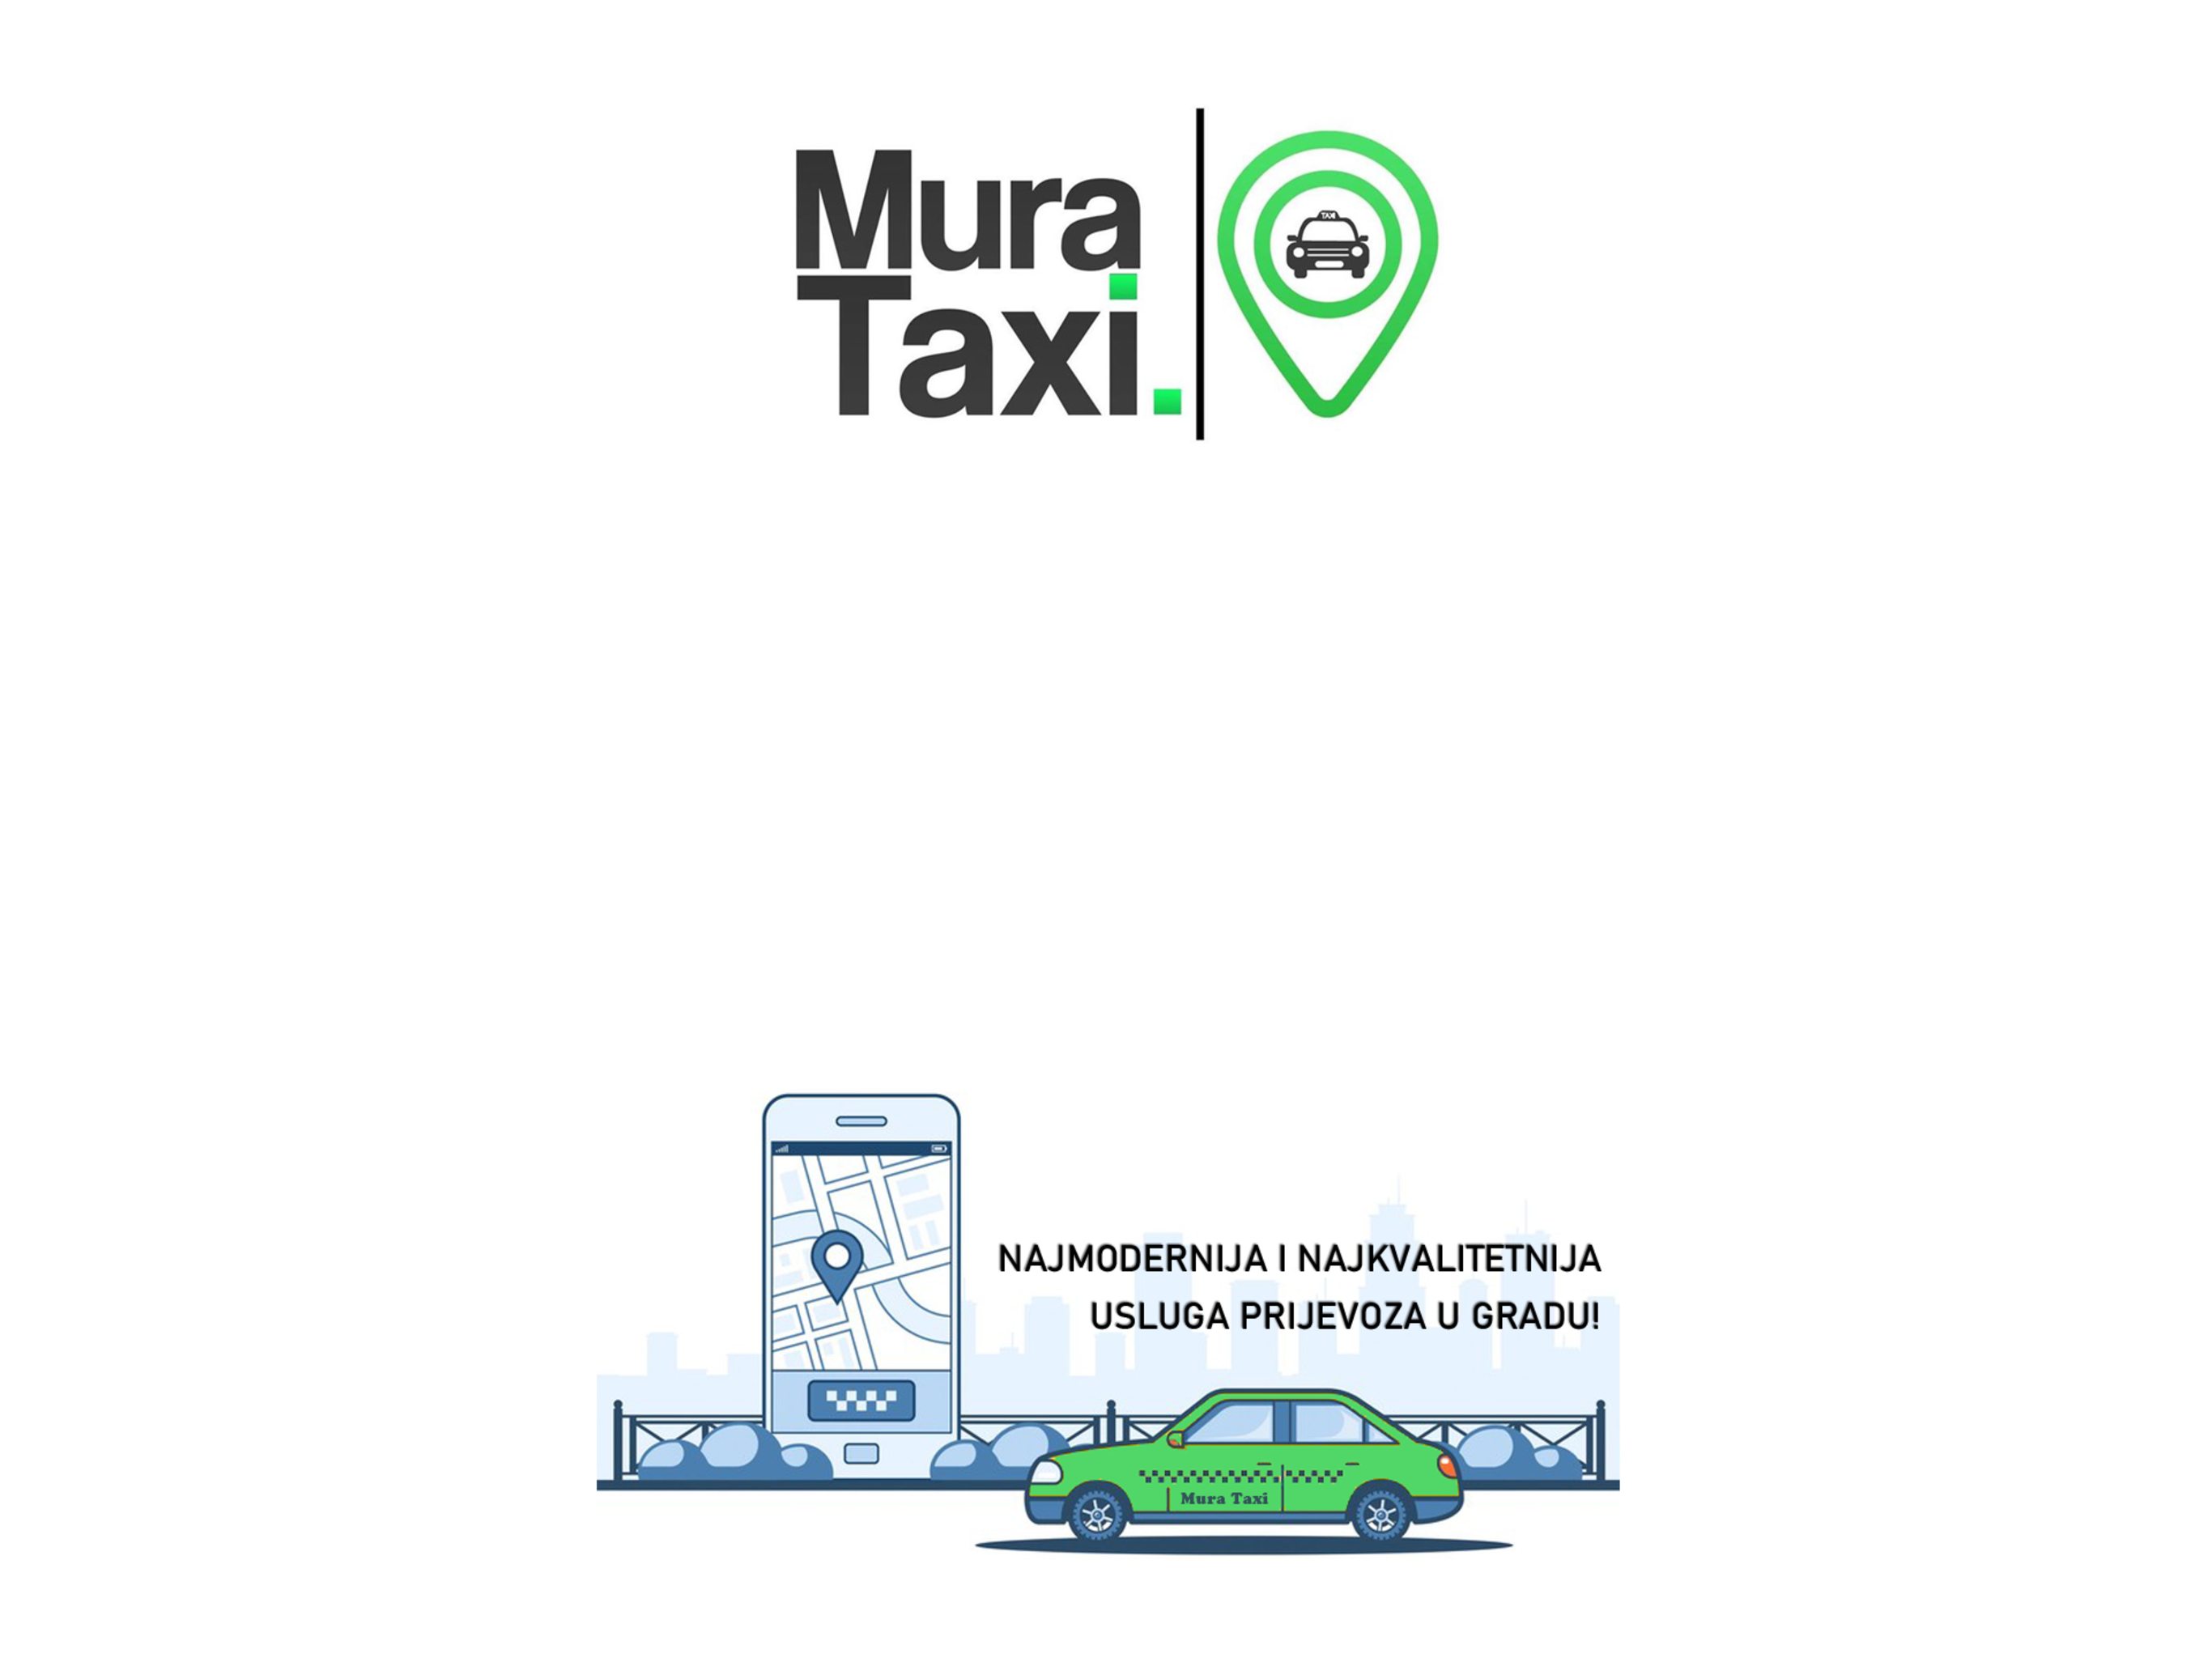 Mura
Taxi.
TAXI
NAJMODERNIJA I NAJKVALITETNIJA
USLUGA PRIJEVOZA U GRADU!
Mura Taxi